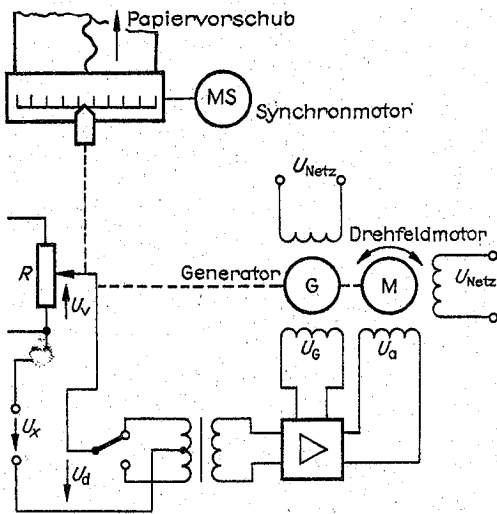 Papiervorschub
MS
Synchronmotor
U_Netz
Drehfeldmotor
R
Generator
G
M
U_Netz
U_v
U_G
U_a
U_x
U_d